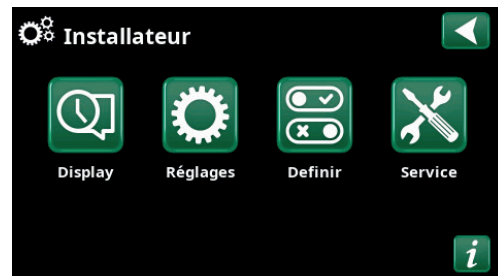 Installateur
Display
Réglages
Definir
Service
i